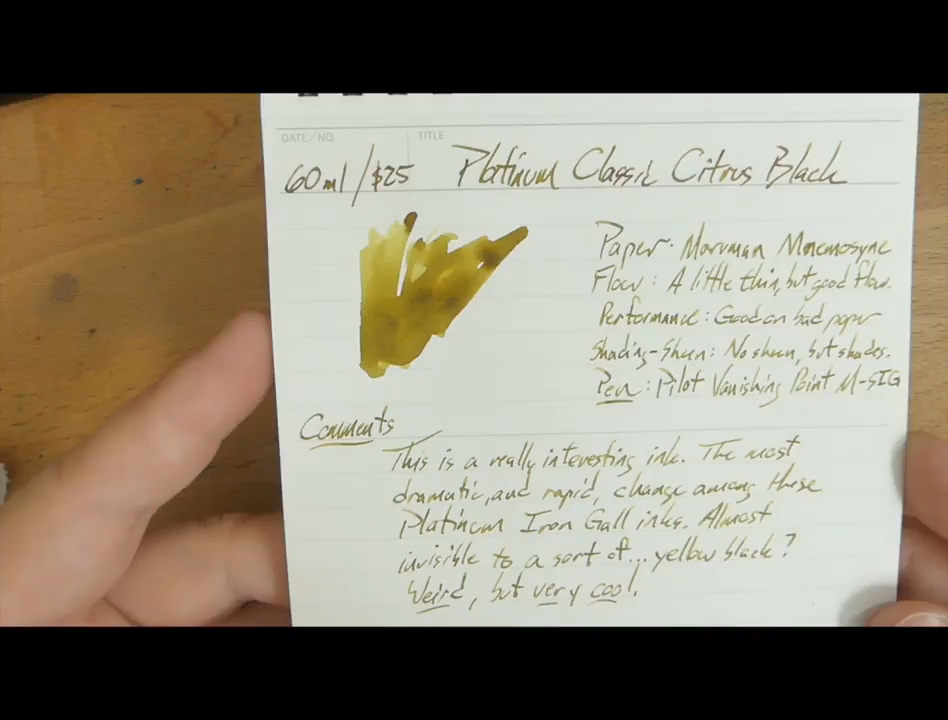 DATE/NO. TITLE
60ml/$25 Platinum Classic Citrus Black
Paper: Maruman Mnemosyne
Flow: A little thin, but good flow.
Performance: Good on bad paper
Shading-Sheen: No sheen, but shades.
Pen: Pilot Vanishing Point M-SIG
Comments
This is a really interesting ink. The most
dramatic, and rapid, change among these
Platinum Iron Gall inks. Almost
invisible to a sort of... yellow black?
Weird, but very cool.